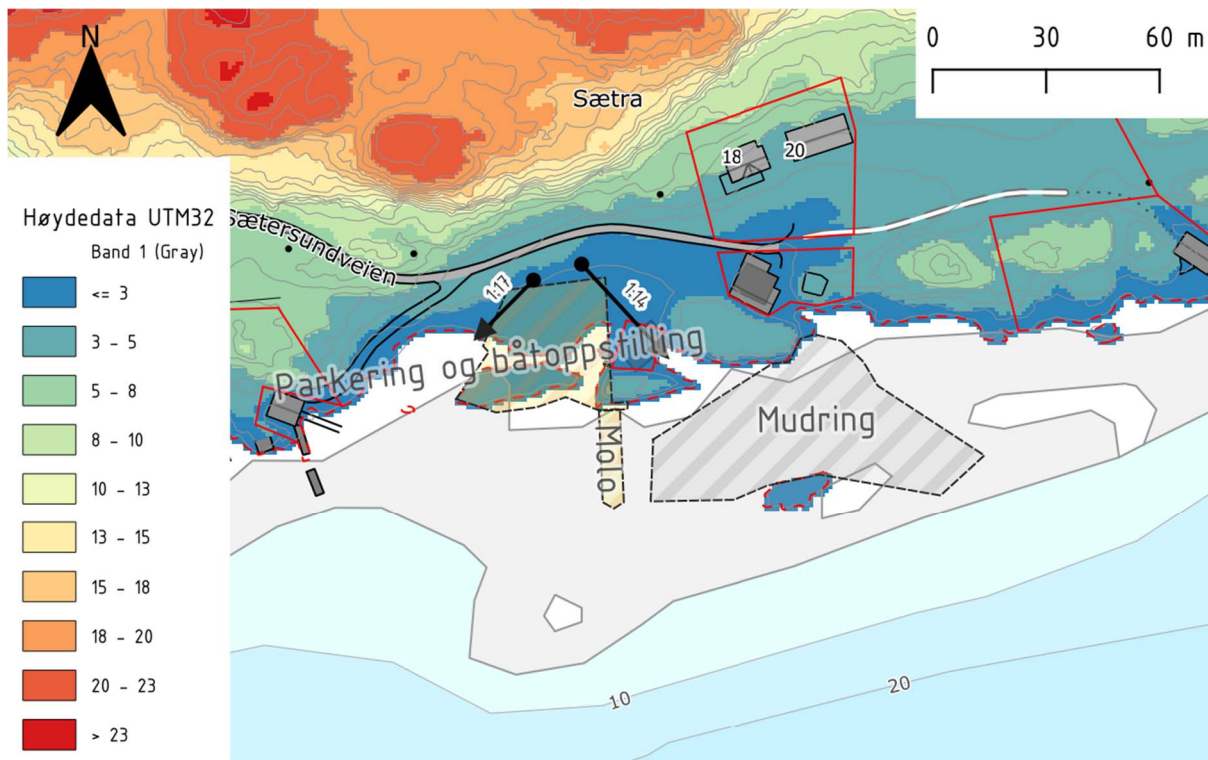 N
0 30 60 m
Sætra
18
20
Høydedata UTM32
Band 1 (Gray)
<= 3
3 - 5
5 - 8
8 - 10
10 - 13
13 - 15
15 - 18
18 - 20
20 - 23
> 23
Sætersundveien
1:17
1:14
Parkering og båtoppstilling
Molo
Mudring
10
20